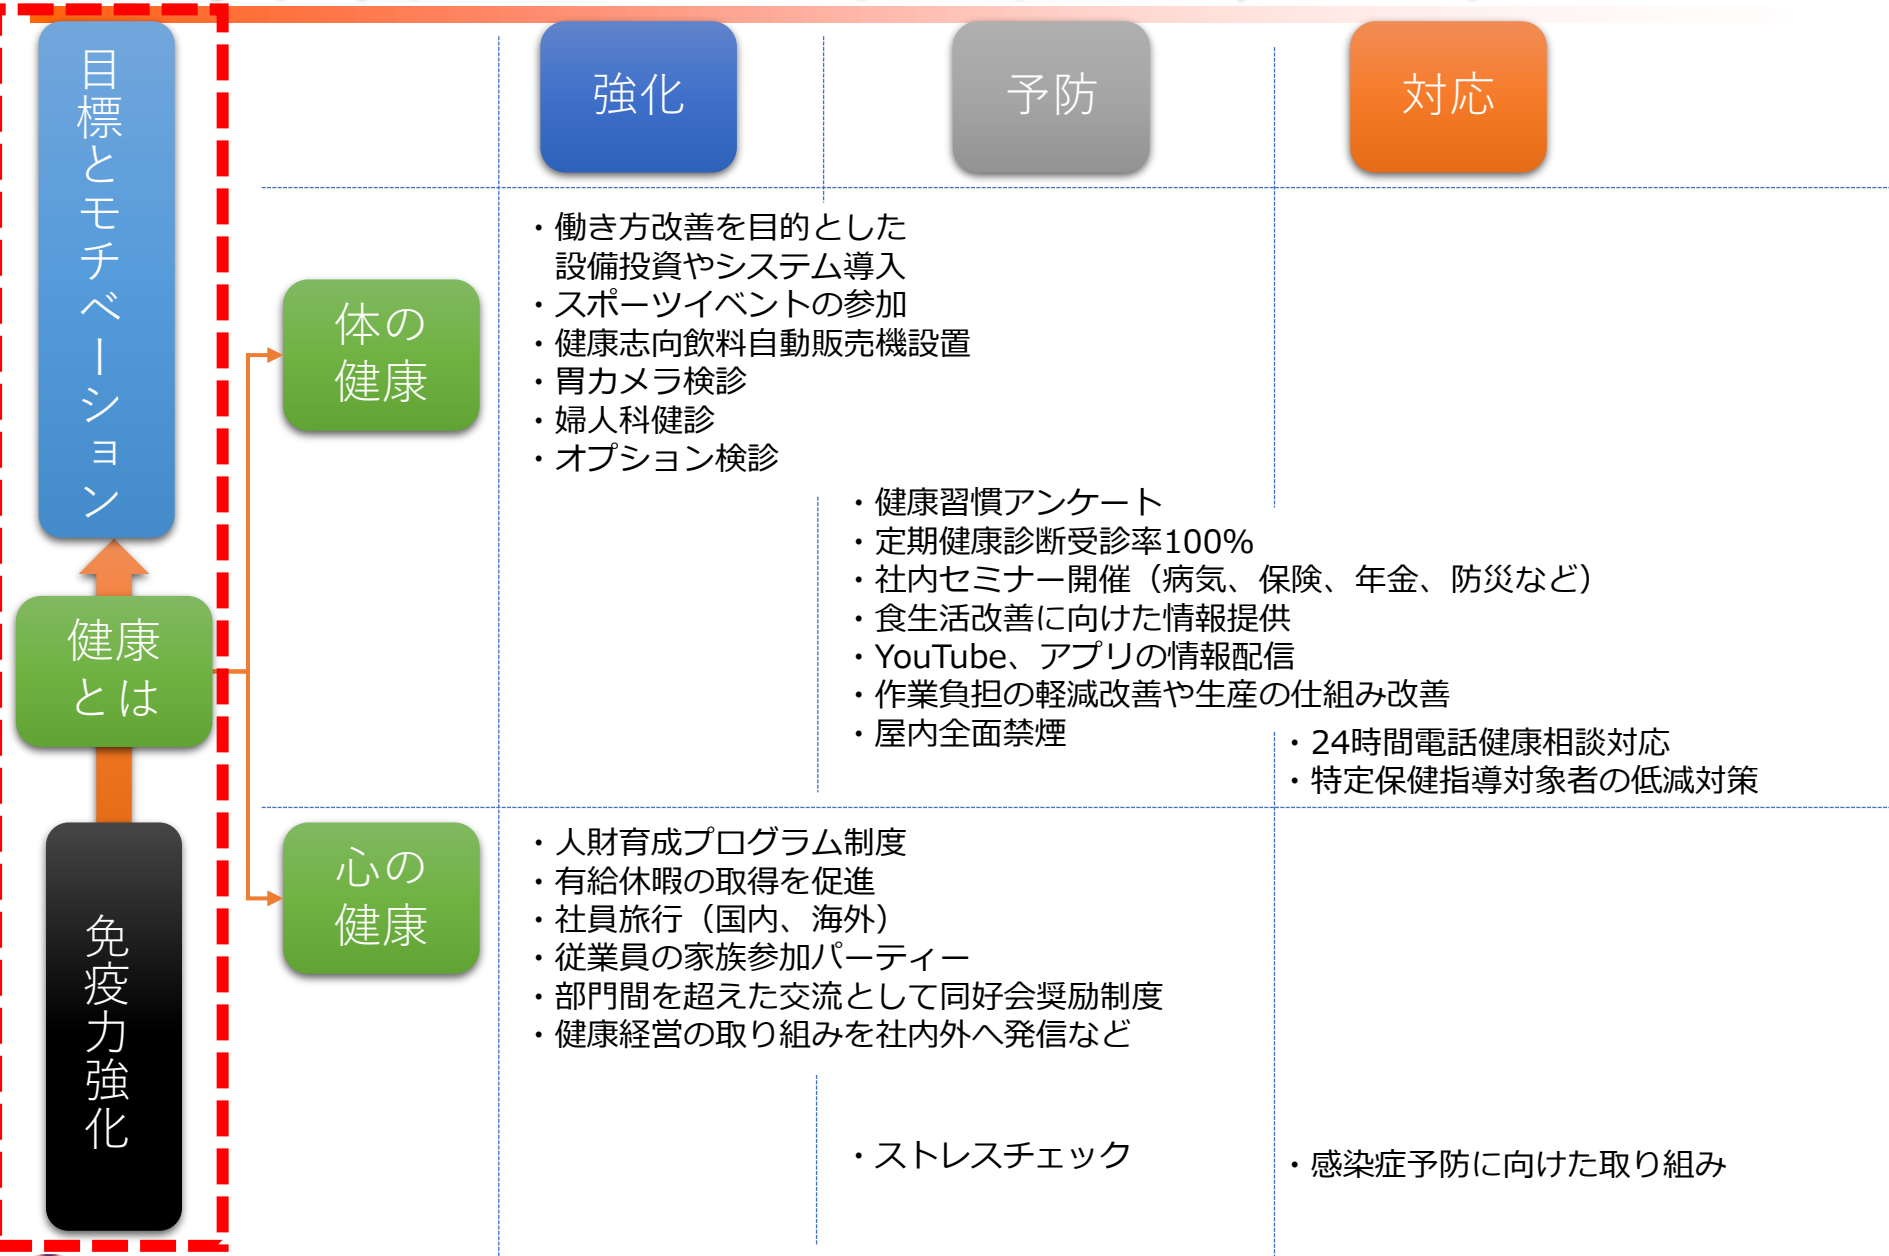 目標とモチベーション
健康
とは
免疫力強化
強化
予防
対応
体の
健康
・働き方改善を目的とした
設備投資やシステム導入
・スポーツイベントの参加
・健康志向飲料自動販売機設置
・胃カメラ検診
・婦人科健診
・オプション検診
・健康習慣アンケート
・定期健康診断受診率100%
・社内セミナー開催（病気、保険、年金、防災など）
・食生活改善に向けた情報提供
・YouTube、アプリの情報配信
・作業負担の軽減改善や生産の仕組み改善
・屋内全面禁煙
・24時間電話健康相談対応
・特定保健指導対象者の低減対策
心の
健康
・人財育成プログラム制度
・有給休暇の取得を促進
・社員旅行（国内、海外）
・従業員の家族参加パーティー
・部門間を超えた交流として同好会奨励制度
・健康経営の取り組みを社内外へ発信など
・ストレスチェック
・感染症予防に向けた取り組み